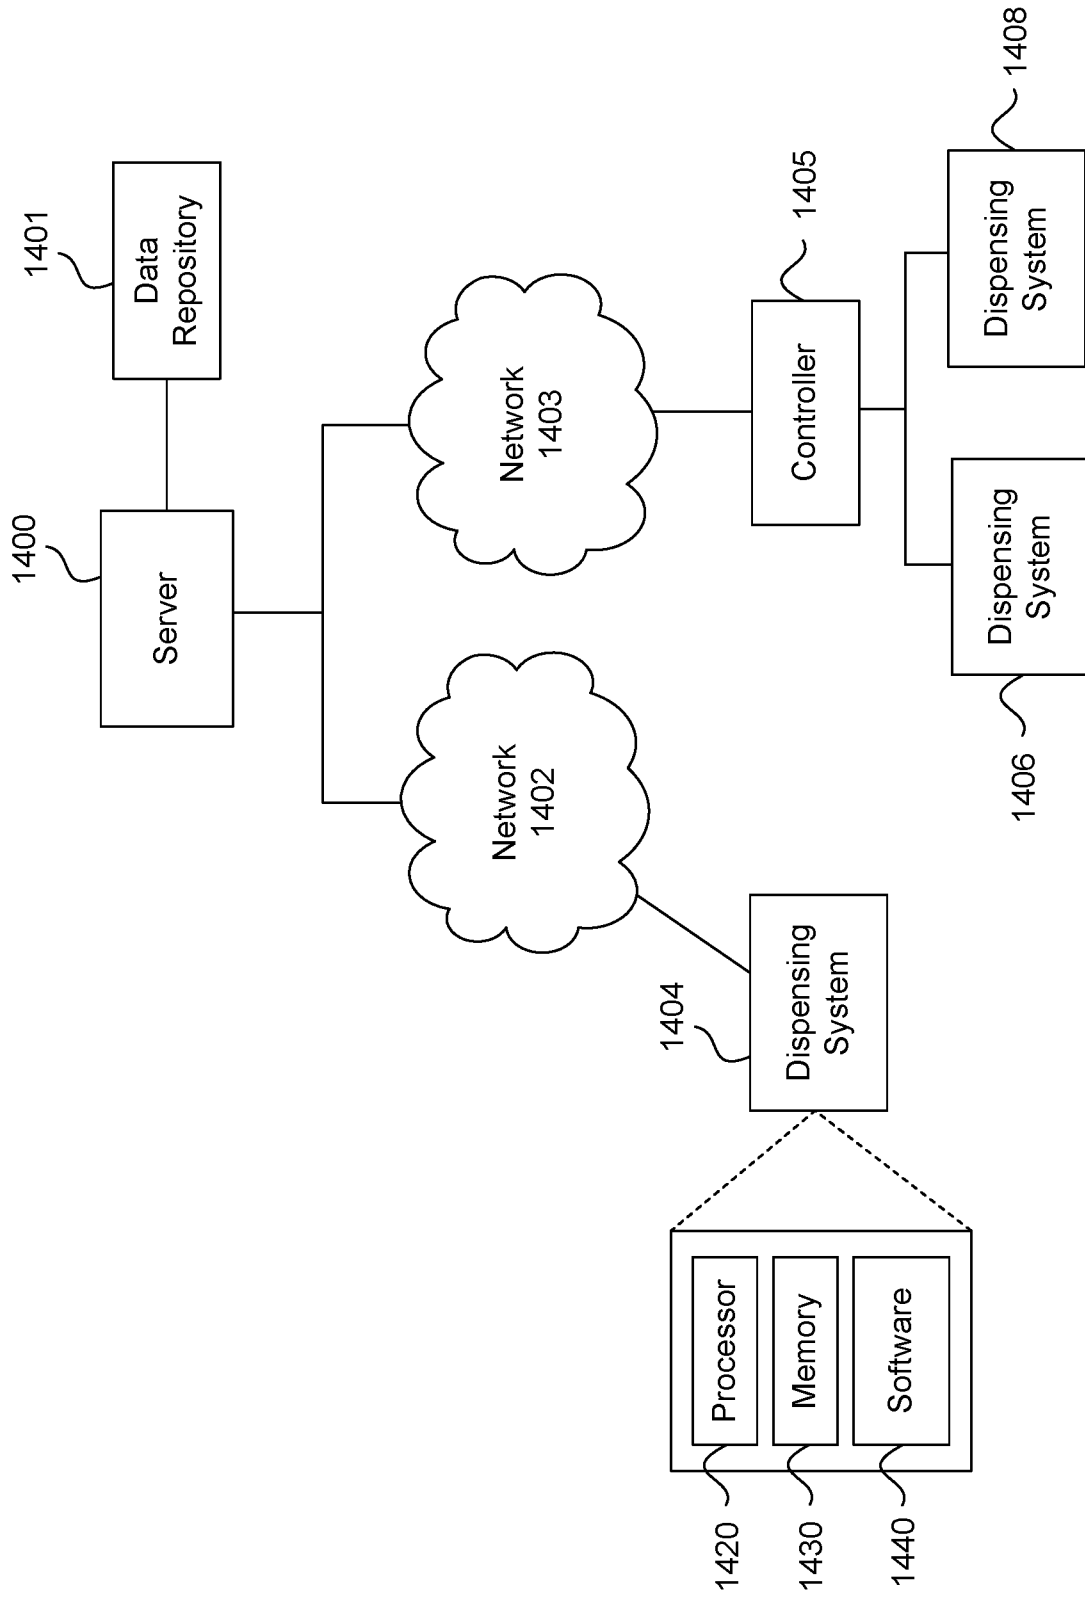 1400
Server
1401
Data
Repository
Network
1402
Network
1403
1404
Dispensing
System
1405
Controller
1420
Processor
1430
Memory
1440
Software
1406
Dispensing
System
1408
Dispensing
System